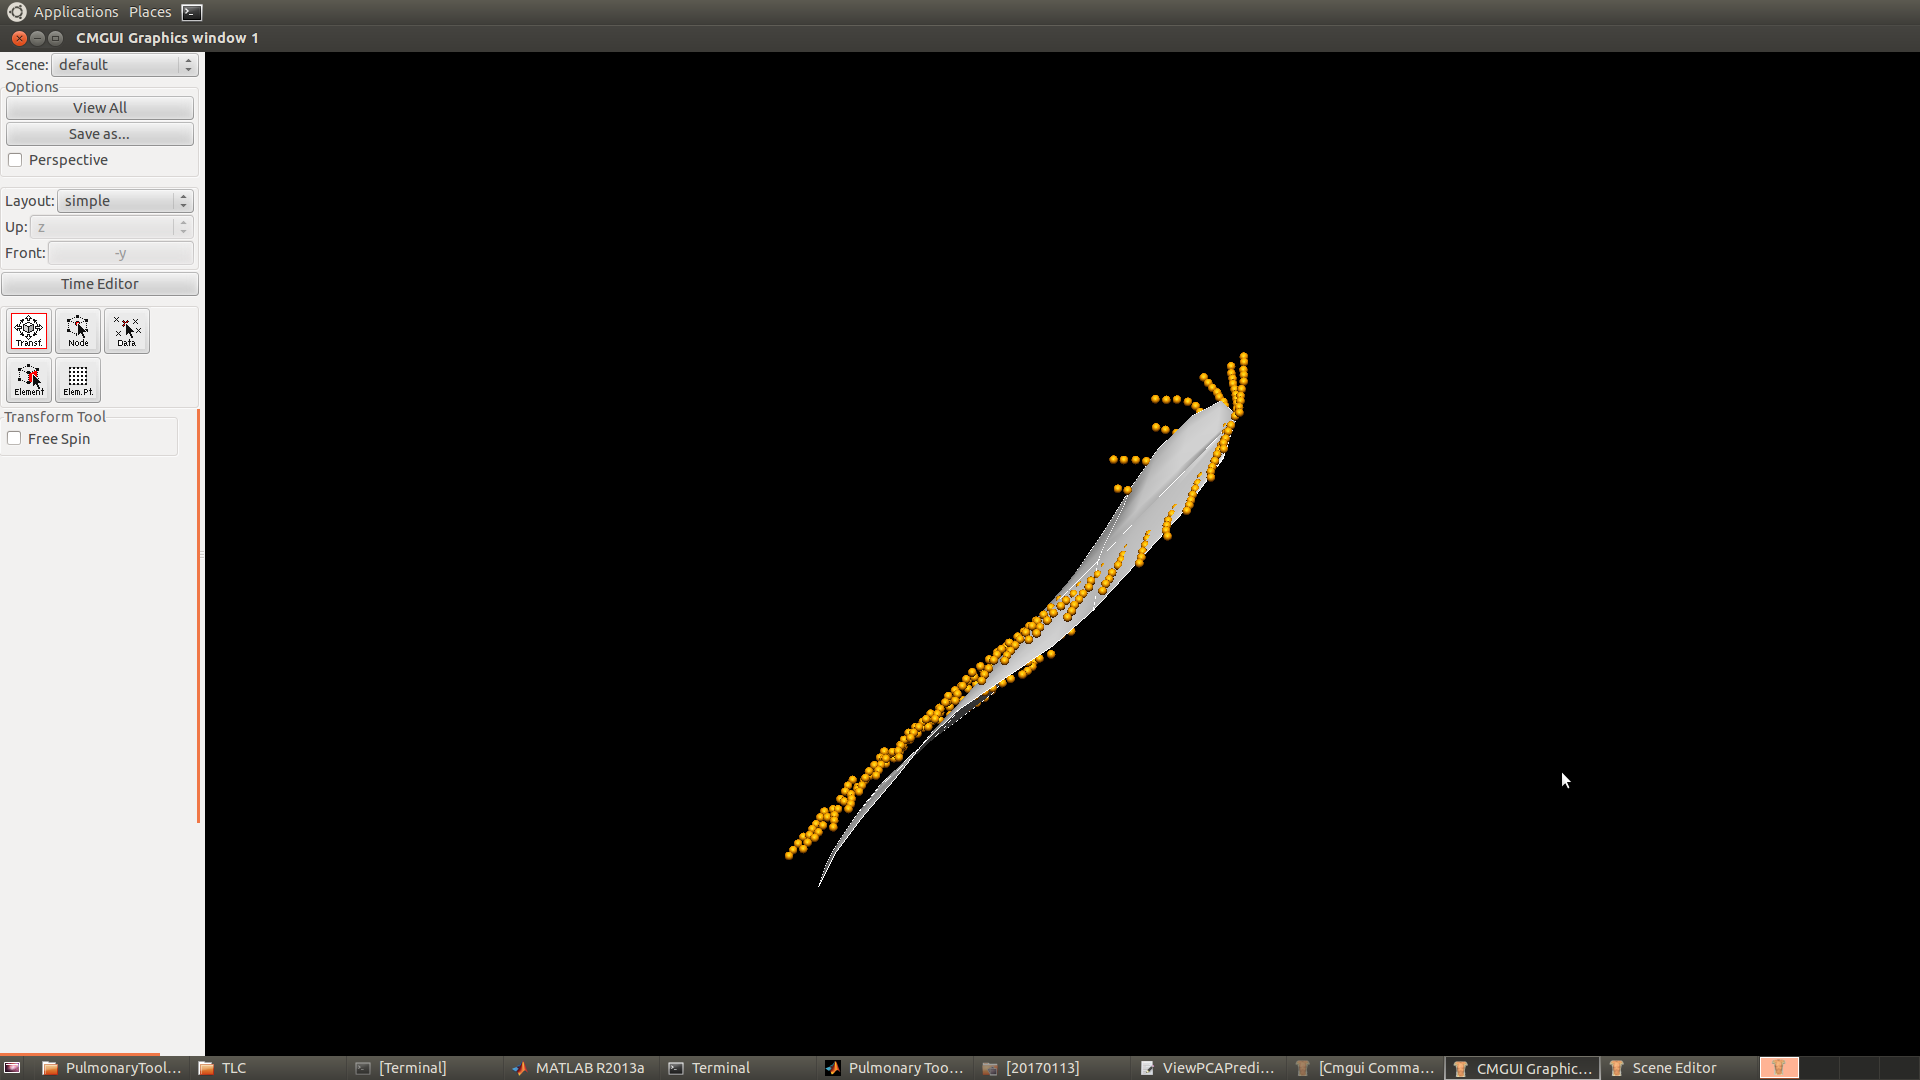 Applications Places
CMGUI Graphics window 1
Scene: default
Options
View All
Save as...
Perspective
Layout: simple
Up: z
Front: -y
Time Editor
Transf. Node Data
Element Elem.Pt.
Transform Tool
Free Spin
PulmonaryTool... TLC [Terminal] MATLAB R2013a Terminal Pulmonary Too... [20170113] ViewPCAPredi... [Cmgui Comma... CMGUI Graphic... Scene Editor